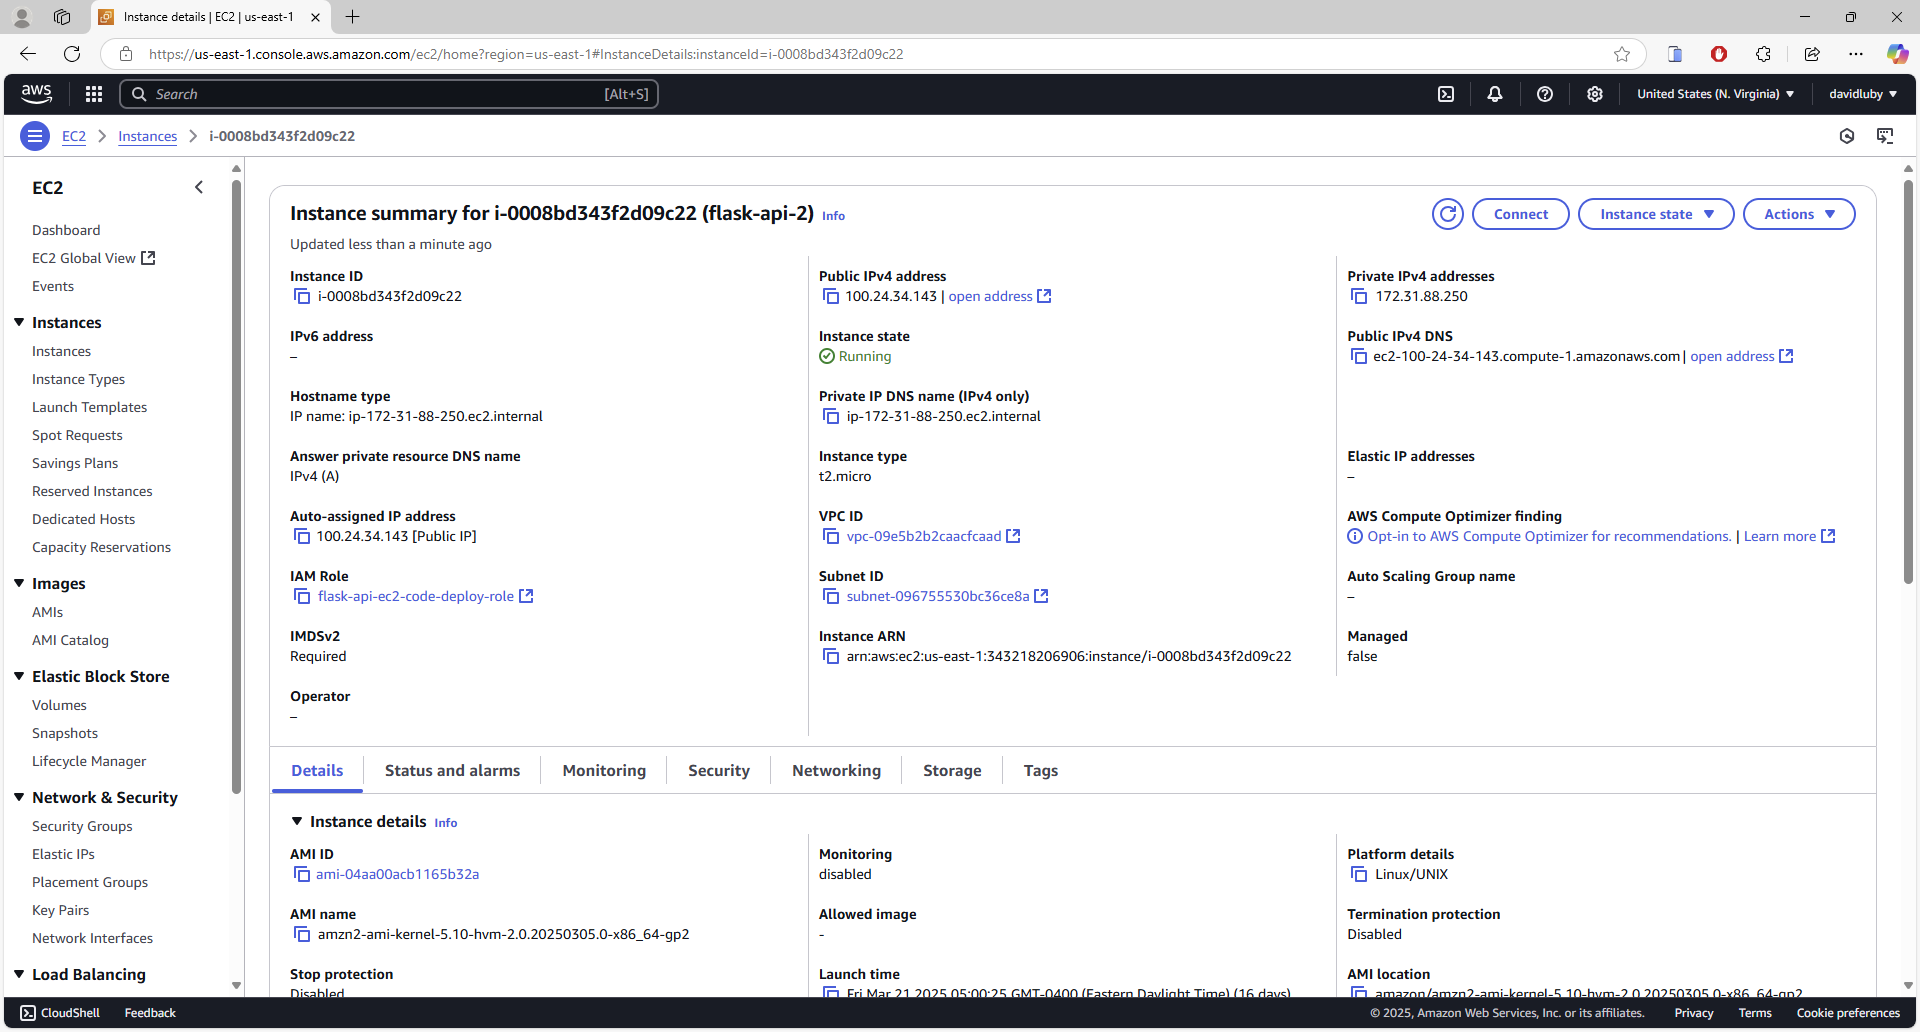 Instance details | EC2 | us-east-1
https://us-east-1.console.aws.amazon.com/ec2/home?region=us-east-1#InstanceDetails:instanceId=i-0008bd343f2d09c22
aws
Search [Alt+S]
United States (N. Virginia)
davidluby
EC2 > Instances > i-0008bd343f2d09c22
EC2
Dashboard
EC2 Global View
Events
Instances
Instances
Instance Types
Launch Templates
Spot Requests
Savings Plans
Reserved Instances
Dedicated Hosts
Capacity Reservations
Images
AMIs
AMI Catalog
Elastic Block Store
Volumes
Snapshots
Lifecycle Manager
Network & Security
Security Groups
Elastic IPs
Placement Groups
Key Pairs
Network Interfaces
Load Balancing
Instance summary for i-0008bd343f2d09c22 (flask-api-2) Info
Connect
Instance state
Actions
Updated less than a minute ago
Instance ID
i-0008bd343f2d09c22
Public IPv4 address
100.24.34.143 | open address
Private IPv4 addresses
172.31.88.250
IPv6 address
–
Instance state
Running
Public IPv4 DNS
ec2-100-24-34-143.compute-1.amazonaws.com | open address
Hostname type
IP name: ip-172-31-88-250.ec2.internal
Private IP DNS name (IPv4 only)
ip-172-31-88-250.ec2.internal
Answer private resource DNS name
IPv4 (A)
Instance type
t2.micro
Elastic IP addresses
–
Auto-assigned IP address
100.24.34.143 [Public IP]
VPC ID
vpc-09e5b2b2caacfcaad
AWS Compute Optimizer finding
Opt-in to AWS Compute Optimizer for recommendations. | Learn more
IAM Role
flask-api-ec2-code-deploy-role
Subnet ID
subnet-096755530bc36ce8a
Auto Scaling Group name
–
IMDSv2
Required
Instance ARN
arn:aws:ec2:us-east-1:343218206906:instance/i-0008bd343f2d09c22
Managed
false
Operator
–
Details
Status and alarms
Monitoring
Security
Networking
Storage
Tags
Instance details Info
AMI ID
ami-04aa00acb1165b32a
Monitoring
disabled
Platform details
Linux/UNIX
AMI name
amzn2-ami-kernel-5.10-hvm-2.0.20250305.0-x86_64-gp2
Allowed image
-
Termination protection
Disabled
Stop protection
Disabled
Launch time
Fri Mar 21 2025 05:00:25 GMT-0400 (Eastern Daylight Time) (16 days)
AMI location
amazon/amzn2-ami-kernel-5.10-hvm-2.0.20250305.0-x86_64-gp2
CloudShell
Feedback
© 2025, Amazon Web Services, Inc. or its affiliates.
Privacy
Terms
Cookie preferences